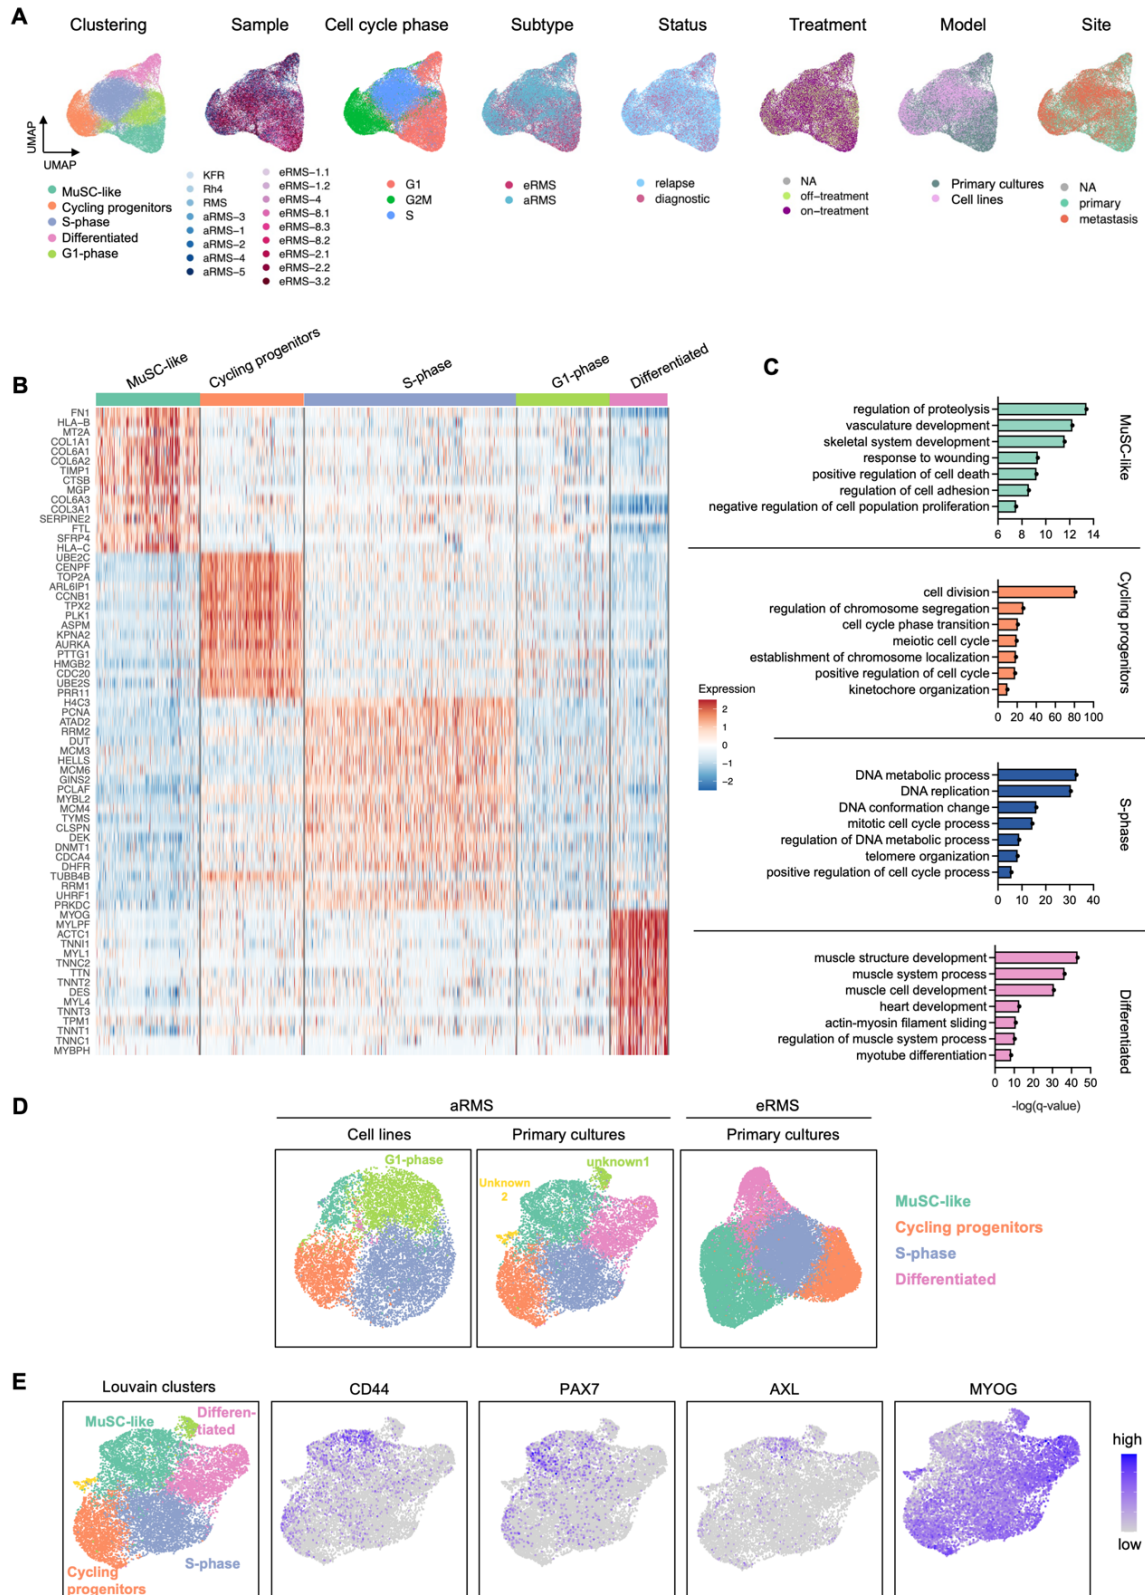 A
Clustering
Sample
Cell cycle phase
Subtype
Status
Treatment
Model
Site
UMAP
UMAP
MuSC-like
Cycling progenitors
S-phase
Differentiated
G1-phase
KFR
Rh4
RMS
aRMS-3
aRMS-1
aRMS-2
aRMS-4
aRMS-5
eRMS-1.1
eRMS-1.2
eRMS-4
eRMS-8.1
eRMS-8.3
eRMS-8.2
eRMS-2.1
eRMS-2.2
eRMS-3.2
G1
G2M
S
eRMS
aRMS
relapse
diagnostic
NA
off-treatment
on-treatment
Primary cultures
Cell lines
NA
primary
metastasis
B
MuSC-like
Cycling progenitors
S-phase
G1-phase
Differentiated
FN1
HLA-B
MT2A
COL1A1
COL6A1
COL6A2
TIMP1
CTSB
MGP
COL6A3
COL3A1
SERPINE2
FTL
SFRP4
HLA-C
UBE2C
CENPF
TOP2A
ARL6IP1
CCNB1
TPX2
PLK1
ASPM
KPNA2
AURKA
PTTG1
HMGB2
CDC20
UBE2S
PRR11
H4C3
PCNA
ATAD2
RRM2
DUT
MCM3
HELLS
MCM6
GINS2
PCLAF
MYBL2
MCM4
TYMS
CLSPN
DEK
DNMT1
CDCA4
DHFR
TUBB4B
RRM1
UHRF1
PRKDC
MYOG
MYLPF
ACTC1
TNNI1
MYL1
TNNC2
TTN
TNNT2
DES
MYL4
TNNT3
TPM1
TNNT1
TNNC1
MYBPH
Expression
2
1
0
-1
-2
C
regulation of proteolysis
vasculature development
skeletal system development
response to wounding
positive regulation of cell death
regulation of cell adhesion
negative regulation of cell population proliferation
6 8 10 12 14
MuSC-like
cell division
regulation of chromosome segregation
cell cycle phase transition
meiotic cell cycle
establishment of chromosome localization
positive regulation of cell cycle
kinetochore organization
0 20 40 60 80 100
Cycling progenitors
DNA metabolic process
DNA replication
DNA conformation change
mitotic cell cycle process
regulation of DNA metabolic process
telomere organization
positive regulation of cell cycle process
0 10 20 30 40
S-phase
muscle structure development
muscle system process
muscle cell development
heart development
actin-myosin filament sliding
regulation of muscle system process
myotube differentiation
0 10 20 30 40 50
-log(q-value)
Differentiated
D
aRMS
eRMS
Cell lines
Primary cultures
Primary cultures
G1-phase
unknown1
Unknown
2
MuSC-like
Cycling progenitors
S-phase
Differentiated
E
Louvain clusters
CD44
PAX7
AXL
MYOG
MuSC-like
Differen-
tiated
S-phase
Cycling
progenitors
high
low